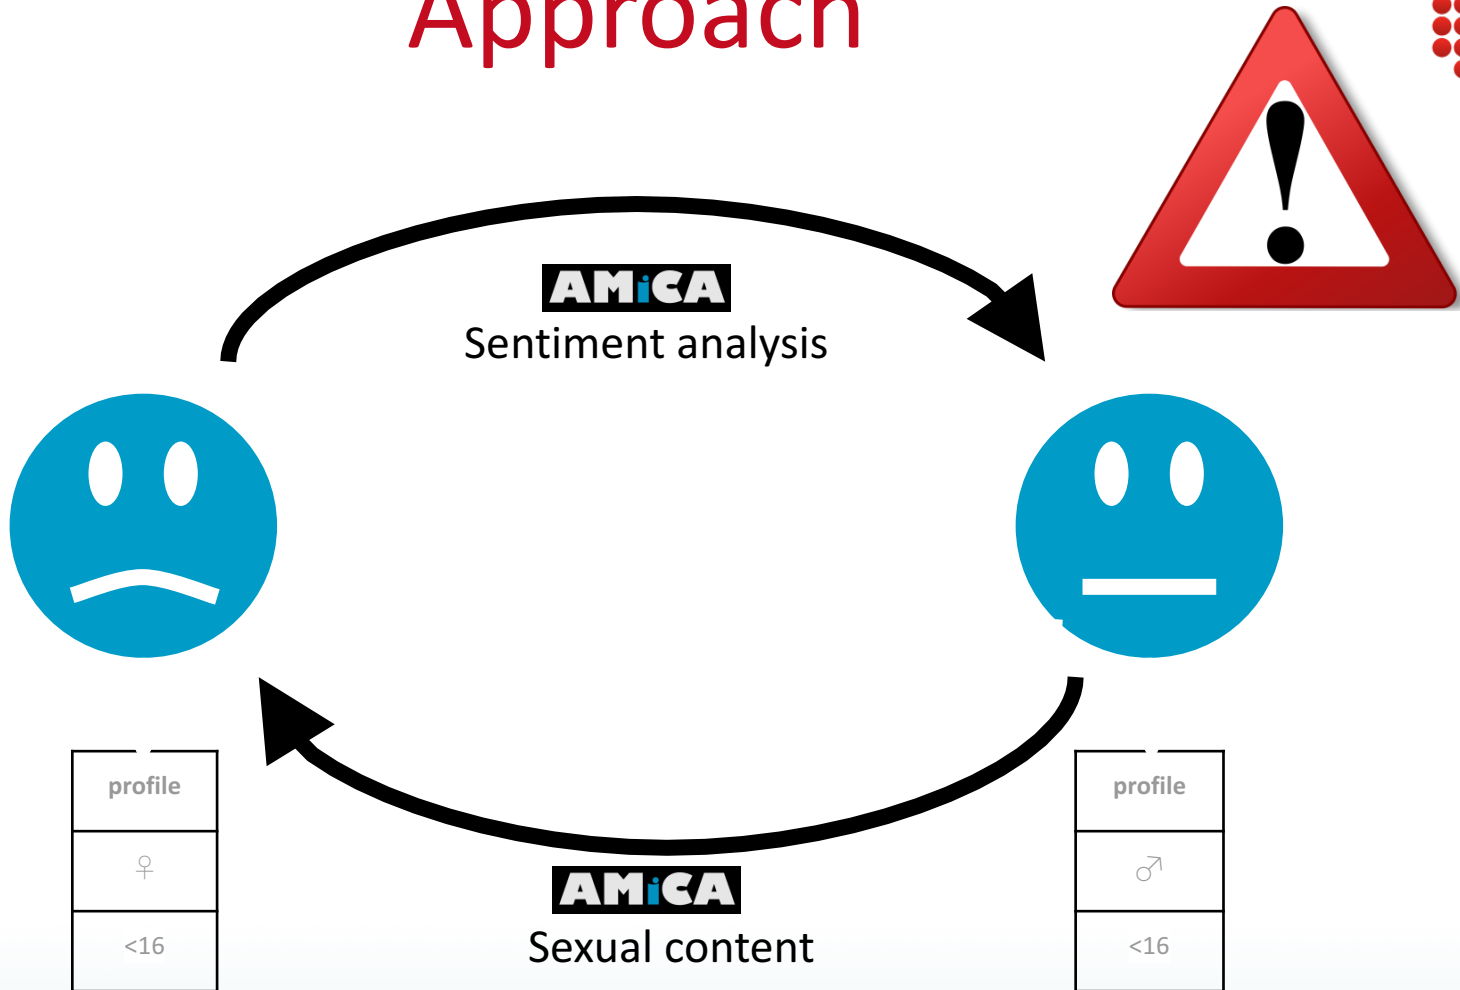 Approach
!
AMiCA
Sentiment analysis
profile
♀
<16
profile
♂
<16
AMiCA
Sexual content